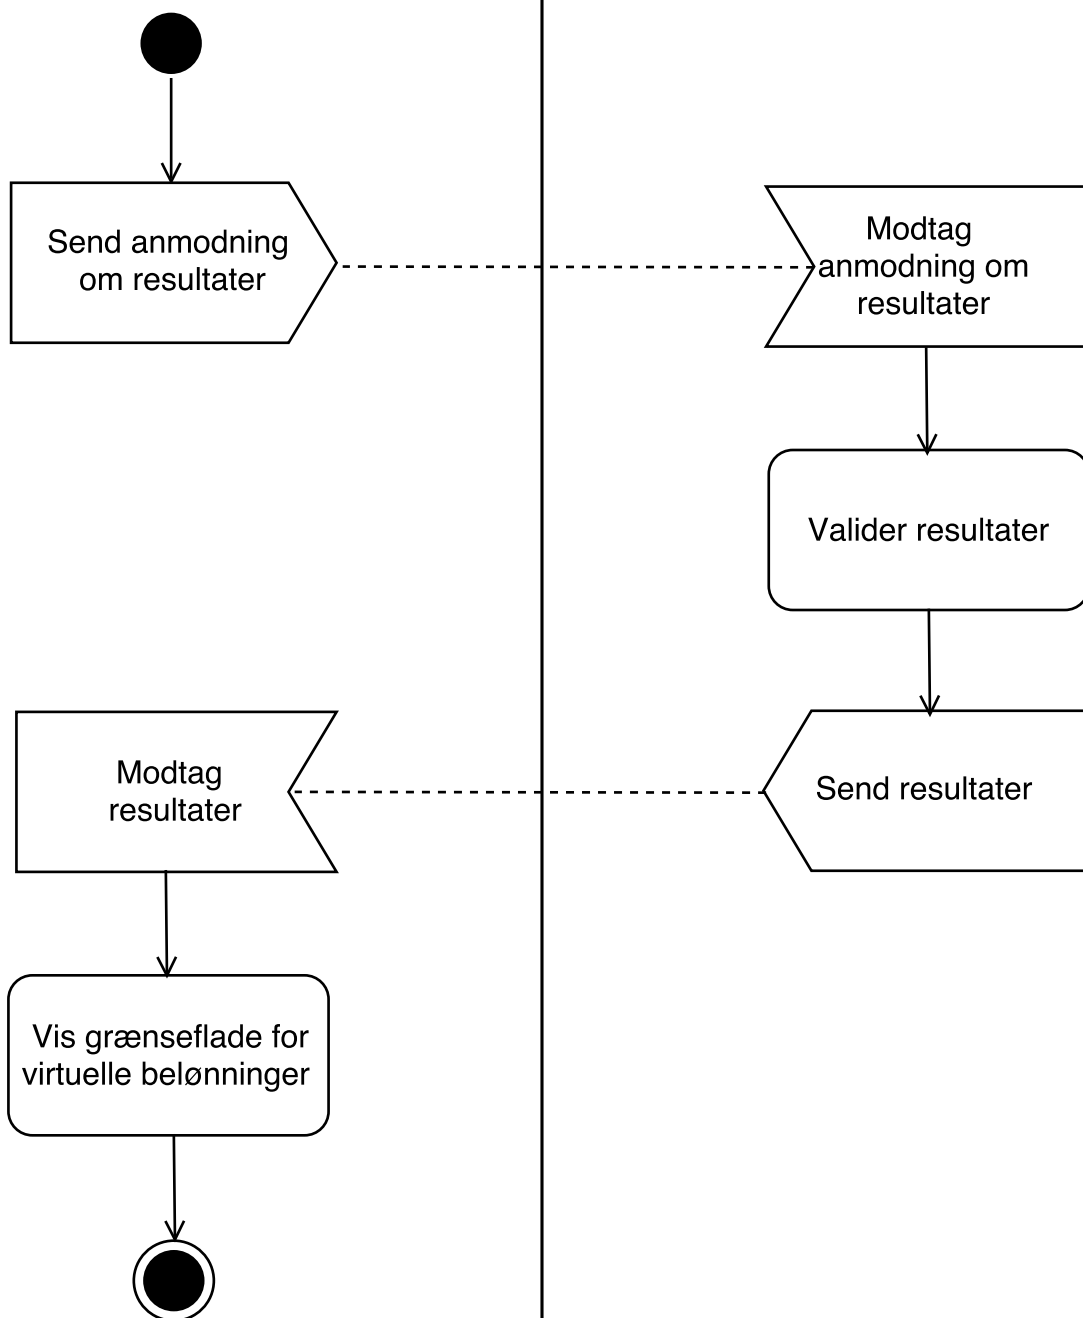 Send anmodning
om resultater
Modtag
anmodning om
resultater
Valider resultater
Send resultater
Modtag
resultater
Vis grænseflade for
virtuelle belønninger